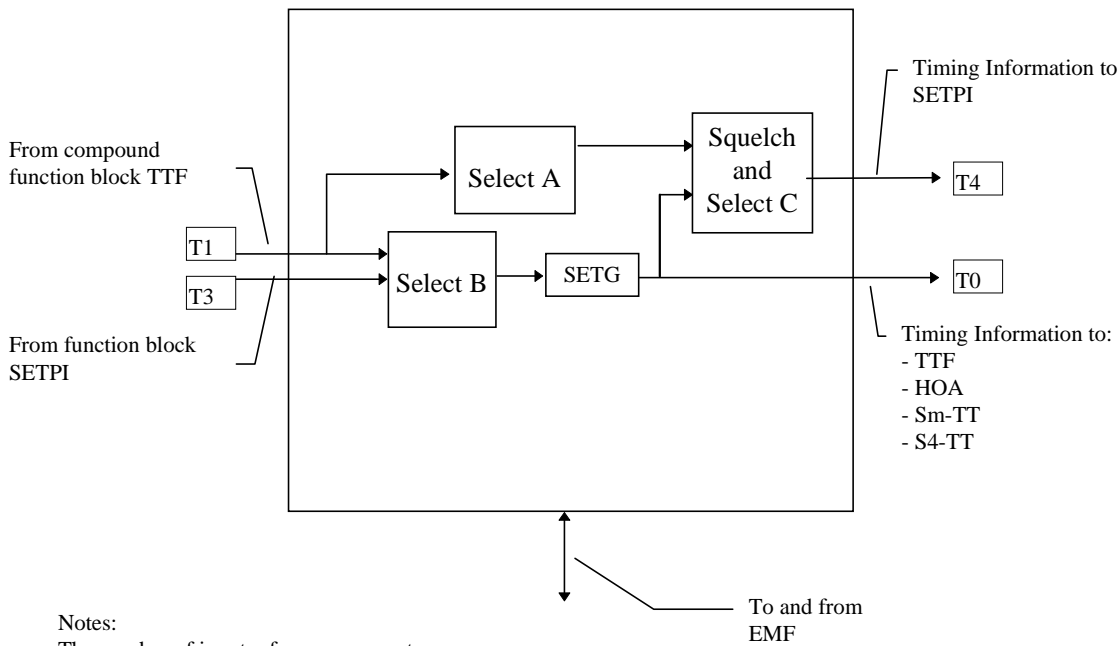 Timing Information to
SETPI
From compound
function block TTF
Squelch
and
Select C
Select A
T4
T1
T3
Select B
SETG
T0
From function block
SETPI
Timing Information to:
- TTF
- HOA
- Sm-TT
- S4-TT
To and from
EMF
Notes: